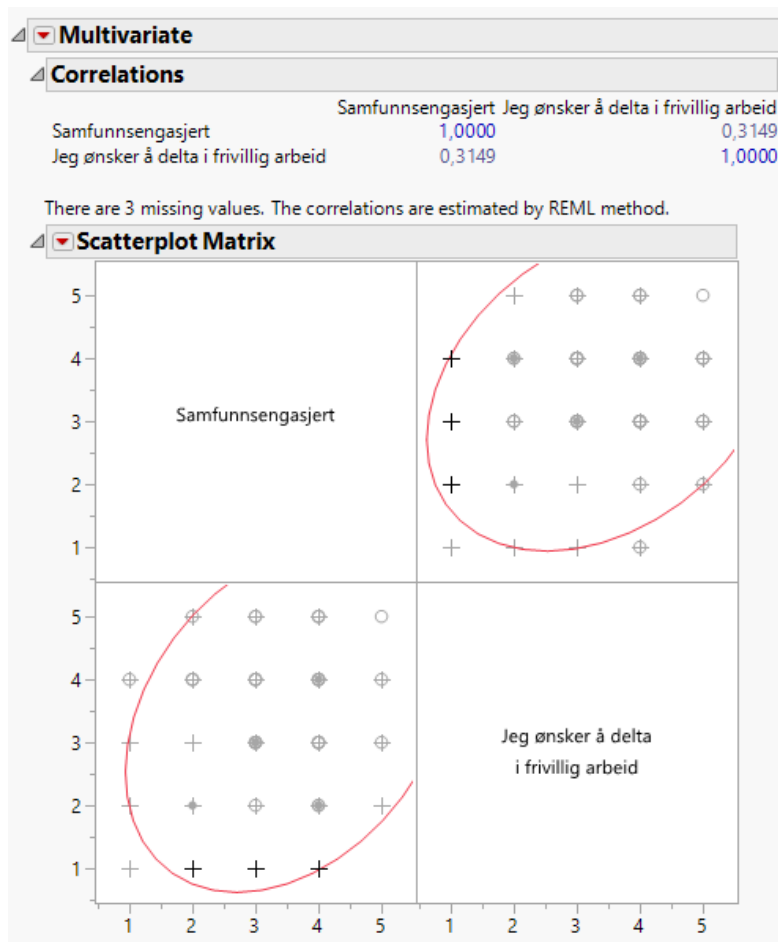 Multivariate
Correlations
Samfunnsengasjert Jeg ønsker å delta i frivillig arbeid
Samfunnsengasjert 1,0000 0,3149
Jeg ønsker å delta i frivillig arbeid 0,3149 1,0000
There are 3 missing values. The correlations are estimated by REML method.
Scatterplot Matrix
5
4
3
2
1
Samfunnsengasjert
5
4
3
2
1
Jeg ønsker å delta
i frivillig arbeid
1 2 3 4 5 1 2 3 4 5